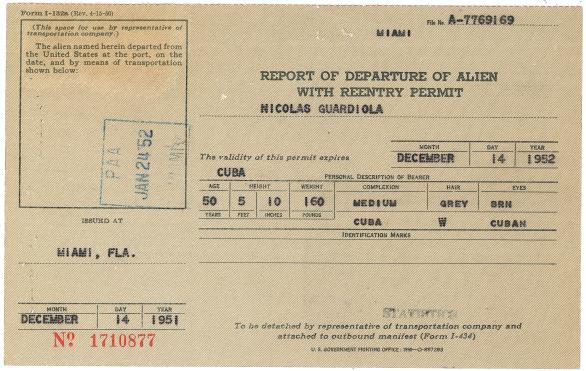 Form I-132a (Rev. 4-15-50)
(This space for use by representative of
transportation company.)
The alien named herein departed from
the United States at the port, on the
date, and by means of transportation
shown below:
PAA
JAN 24 '52
MIA
ISSUED AT
MIAMI, FLA.
MONTH DAY YEAR
DECEMBER 14 1951
No 1710877
File No. A-7769169
MIAMI
REPORT OF DEPARTURE OF ALIEN
WITH REENTRY PERMIT
NICOLAS GUARDIOLA
MONTH DAY YEAR
The validity of this permit expires DECEMBER 14 1952
CUBA
PERSONAL DESCRIPTION OF BEARER
AGE HEIGHT WEIGHT COMPLEXION HAIR EYES
50 5 10 160 MEDIUM GREY BRN
YEARS FEET INCHES POUNDS CUBA W CUBAN
IDENTIFICATION MARKS
STATISTICS
To be detached by representative of transportation company and
attached to outbound manifest (Form I-434)
U. S. GOVERNMENT PRINTING OFFICE